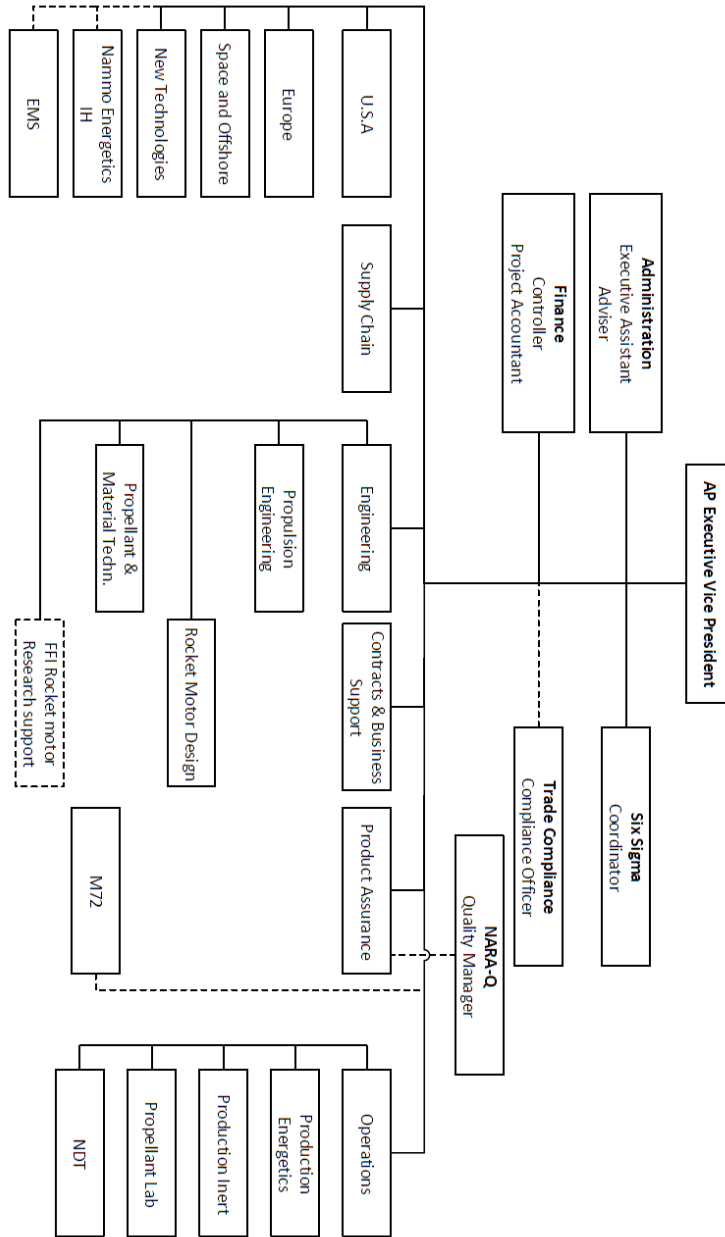 AP Executive Vice President
Administration
Executive Assistant
Adviser
Six Sigma
Coordinator
Finance
Controller
Project Accountant
Trade Compliance
Compliance Officer
NARA-Q
Quality Manager
U.S.A
Europe
Space and Offshore
New Technologies
Nammo Energetics
IH
EMS
Supply Chain
Engineering
Propulsion
Engineering
Rocket Motor Design
Propellant &
Material Techn.
FFI Rocket motor
Research support
Contracts & Business
Support
Product Assurance
M72
Operations
Production
Energetics
Production Inert
Propellant Lab
NDT